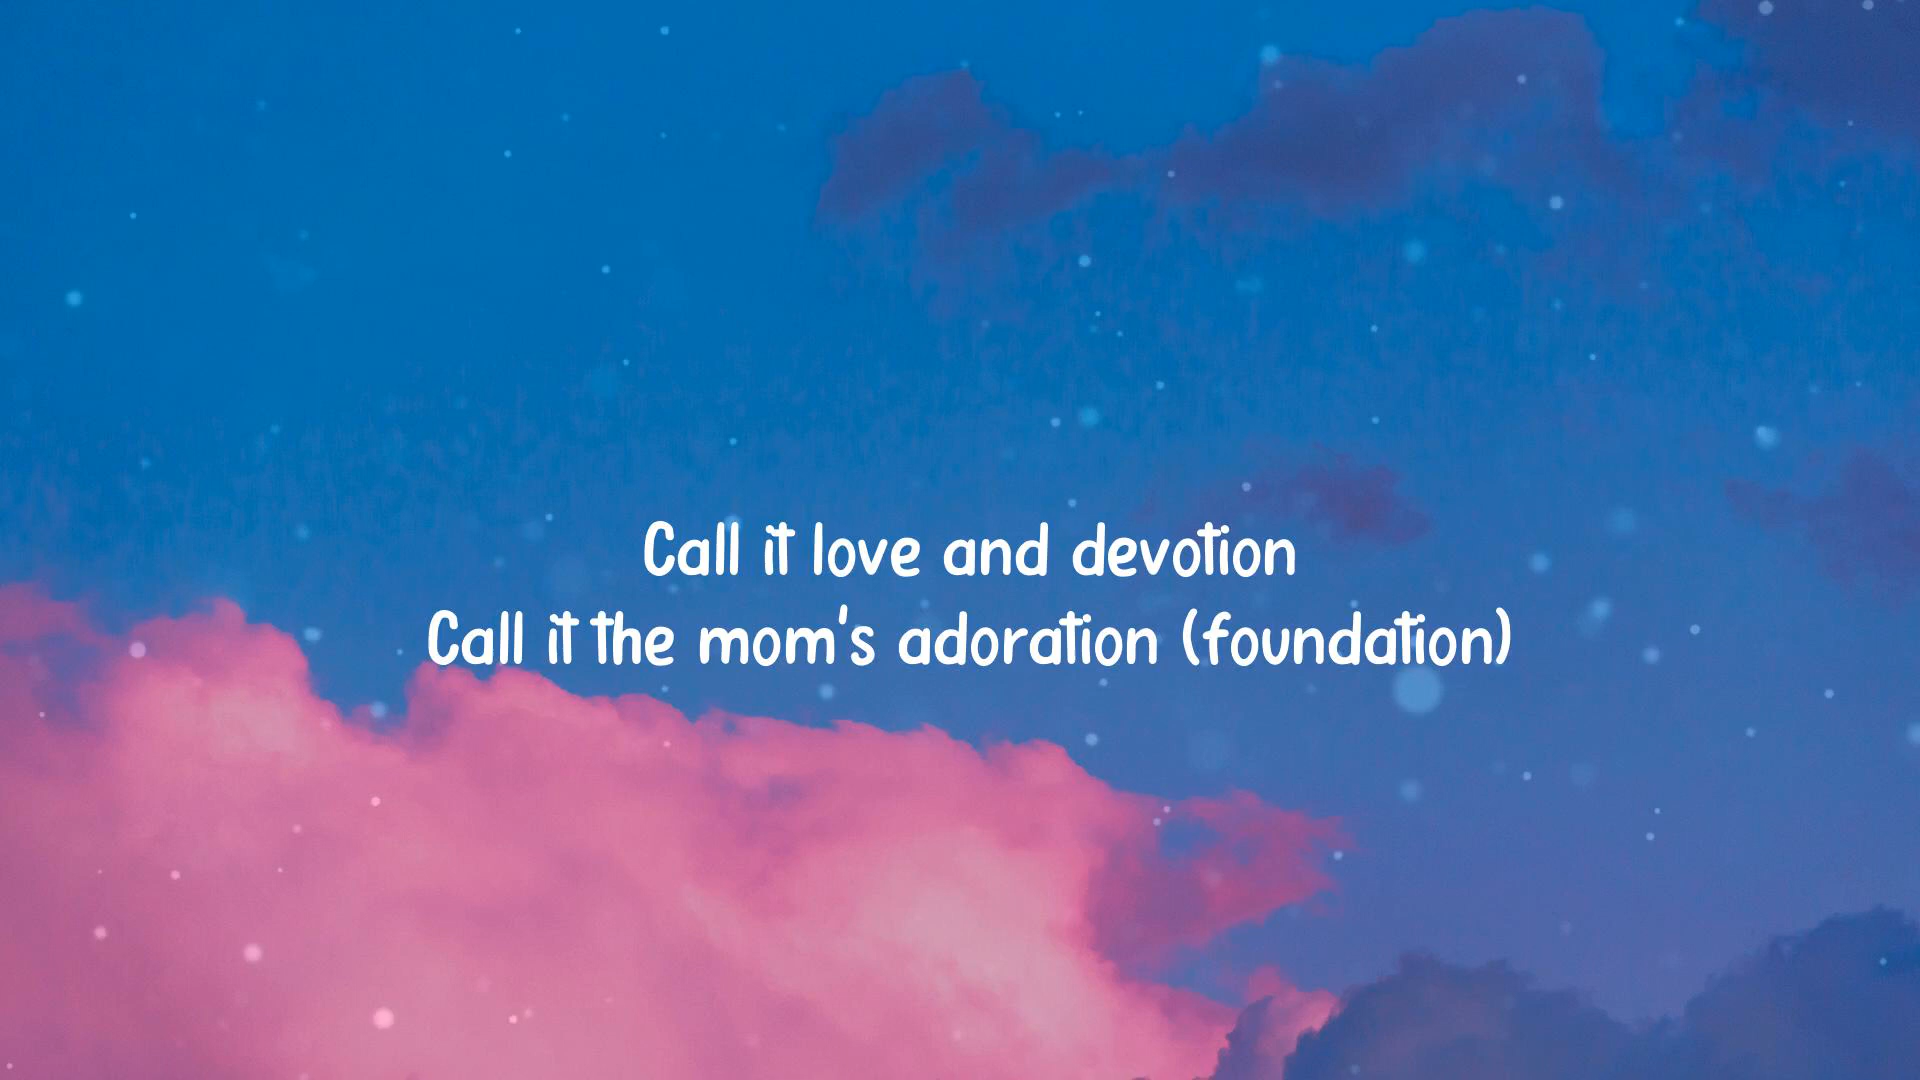 Call it love and devotion
Call it the mom's adoration (foundation)